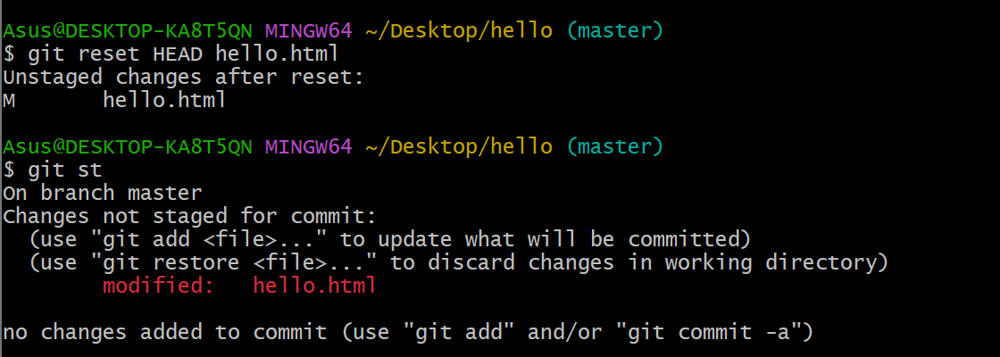 Asus@DESKTOP-KA8T5QN MINGW64 ~/Desktop/hello (master)
$ git reset HEAD hello.html
Unstaged changes after reset:
M       hello.html
Asus@DESKTOP-KA8T5QN MINGW64 ~/Desktop/hello (master)
$ git st
On branch master
Changes not staged for commit:
  (use "git add <file>..." to update what will be committed)
  (use "git restore <file>..." to discard changes in working directory)
        modified:   hello.html
no changes added to commit (use "git add" and/or "git commit -a")